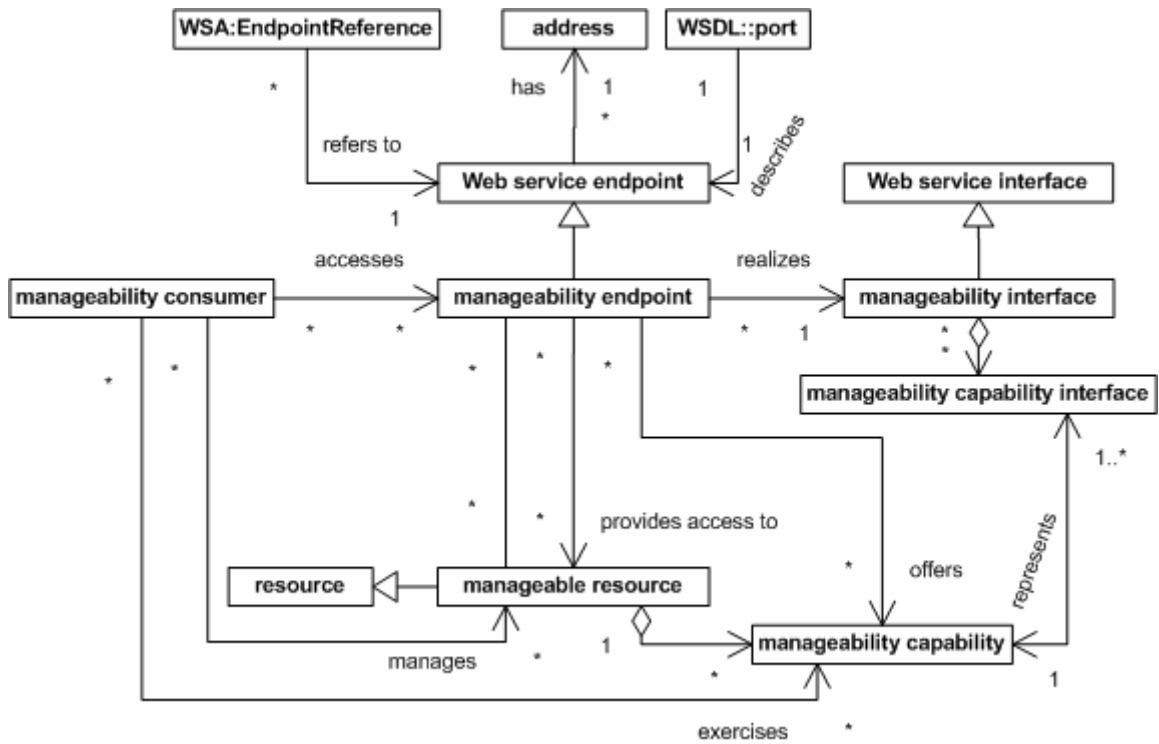 WSA:EndpointReference
address
WSDL::port
*
has
1
1
*
refers to
1
describes
Web service endpoint
Web service interface
1
accesses
realizes
manageability consumer
manageability endpoint
manageability interface
*
*
*
1
*
*
*
*
*
*
*
manageability capability interface
1..*
*
*
provides access to
represents
*
offers
resource
manageable resource
1
manageability capability
manages
*
*
1
exercises
*